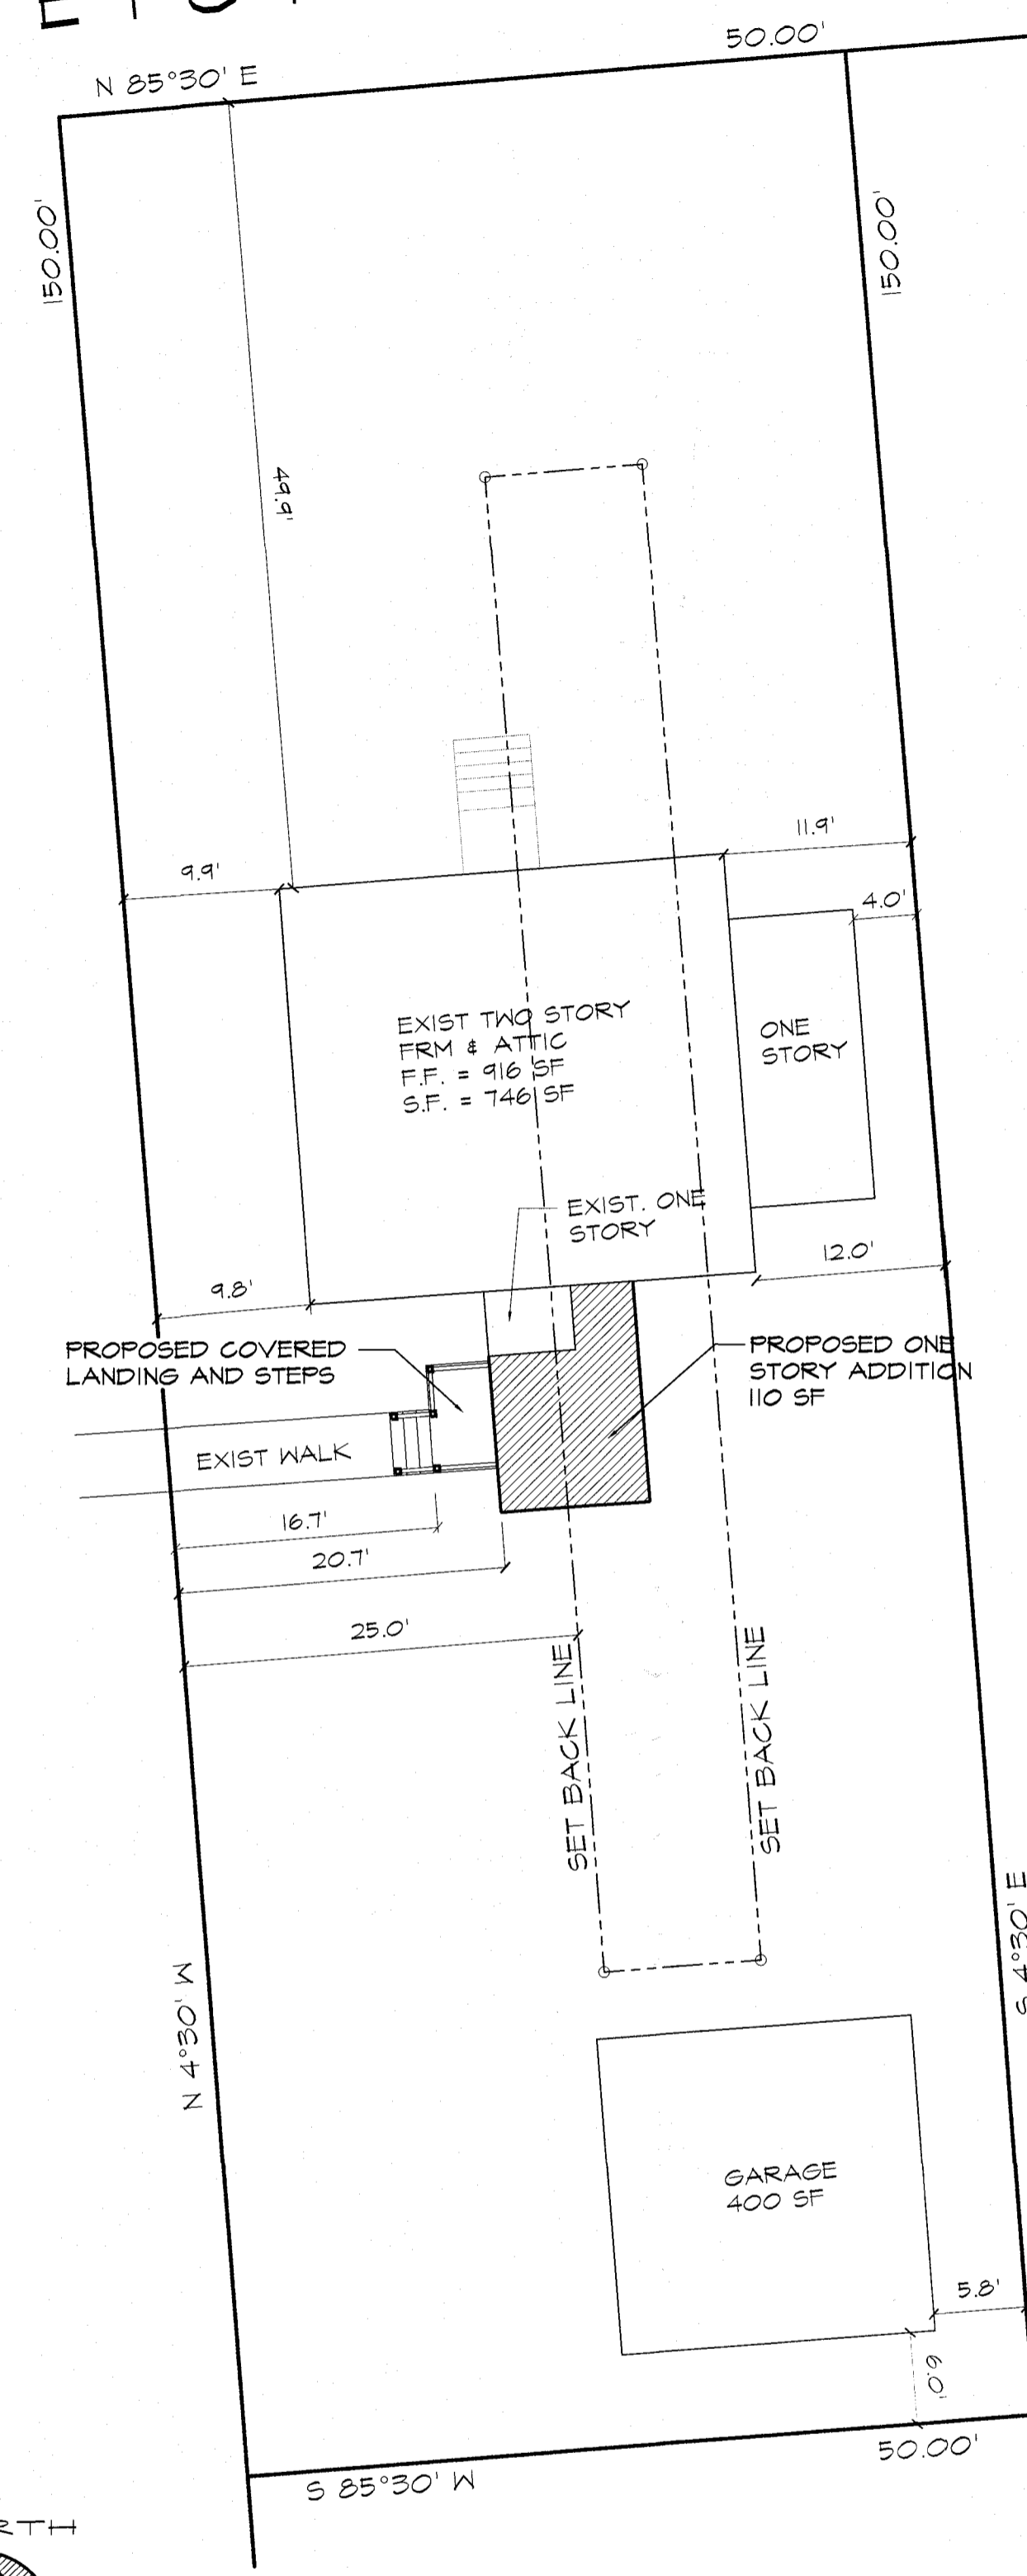 50.00'
N 85°30' E
150.00'
150.00'
49.9'
11.9'
9.9'
4.0'
EXIST TWO STORY
FRM & ATTIC
F.F. = 916 SF
S.F. = 746 SF
ONE
STORY
EXIST. ONE
STORY
12.0'
9.8'
PROPOSED COVERED
LANDING AND STEPS
PROPOSED ONE
STORY ADDITION
110 SF
EXIST WALK
16.7'
20.7'
25.0'
SET BACK LINE
SET BACK LINE
S 4°30' E
N 4°30' W
GARAGE
400 SF
5.8'
6.0'
50.00'
S 85°30' W
RTH